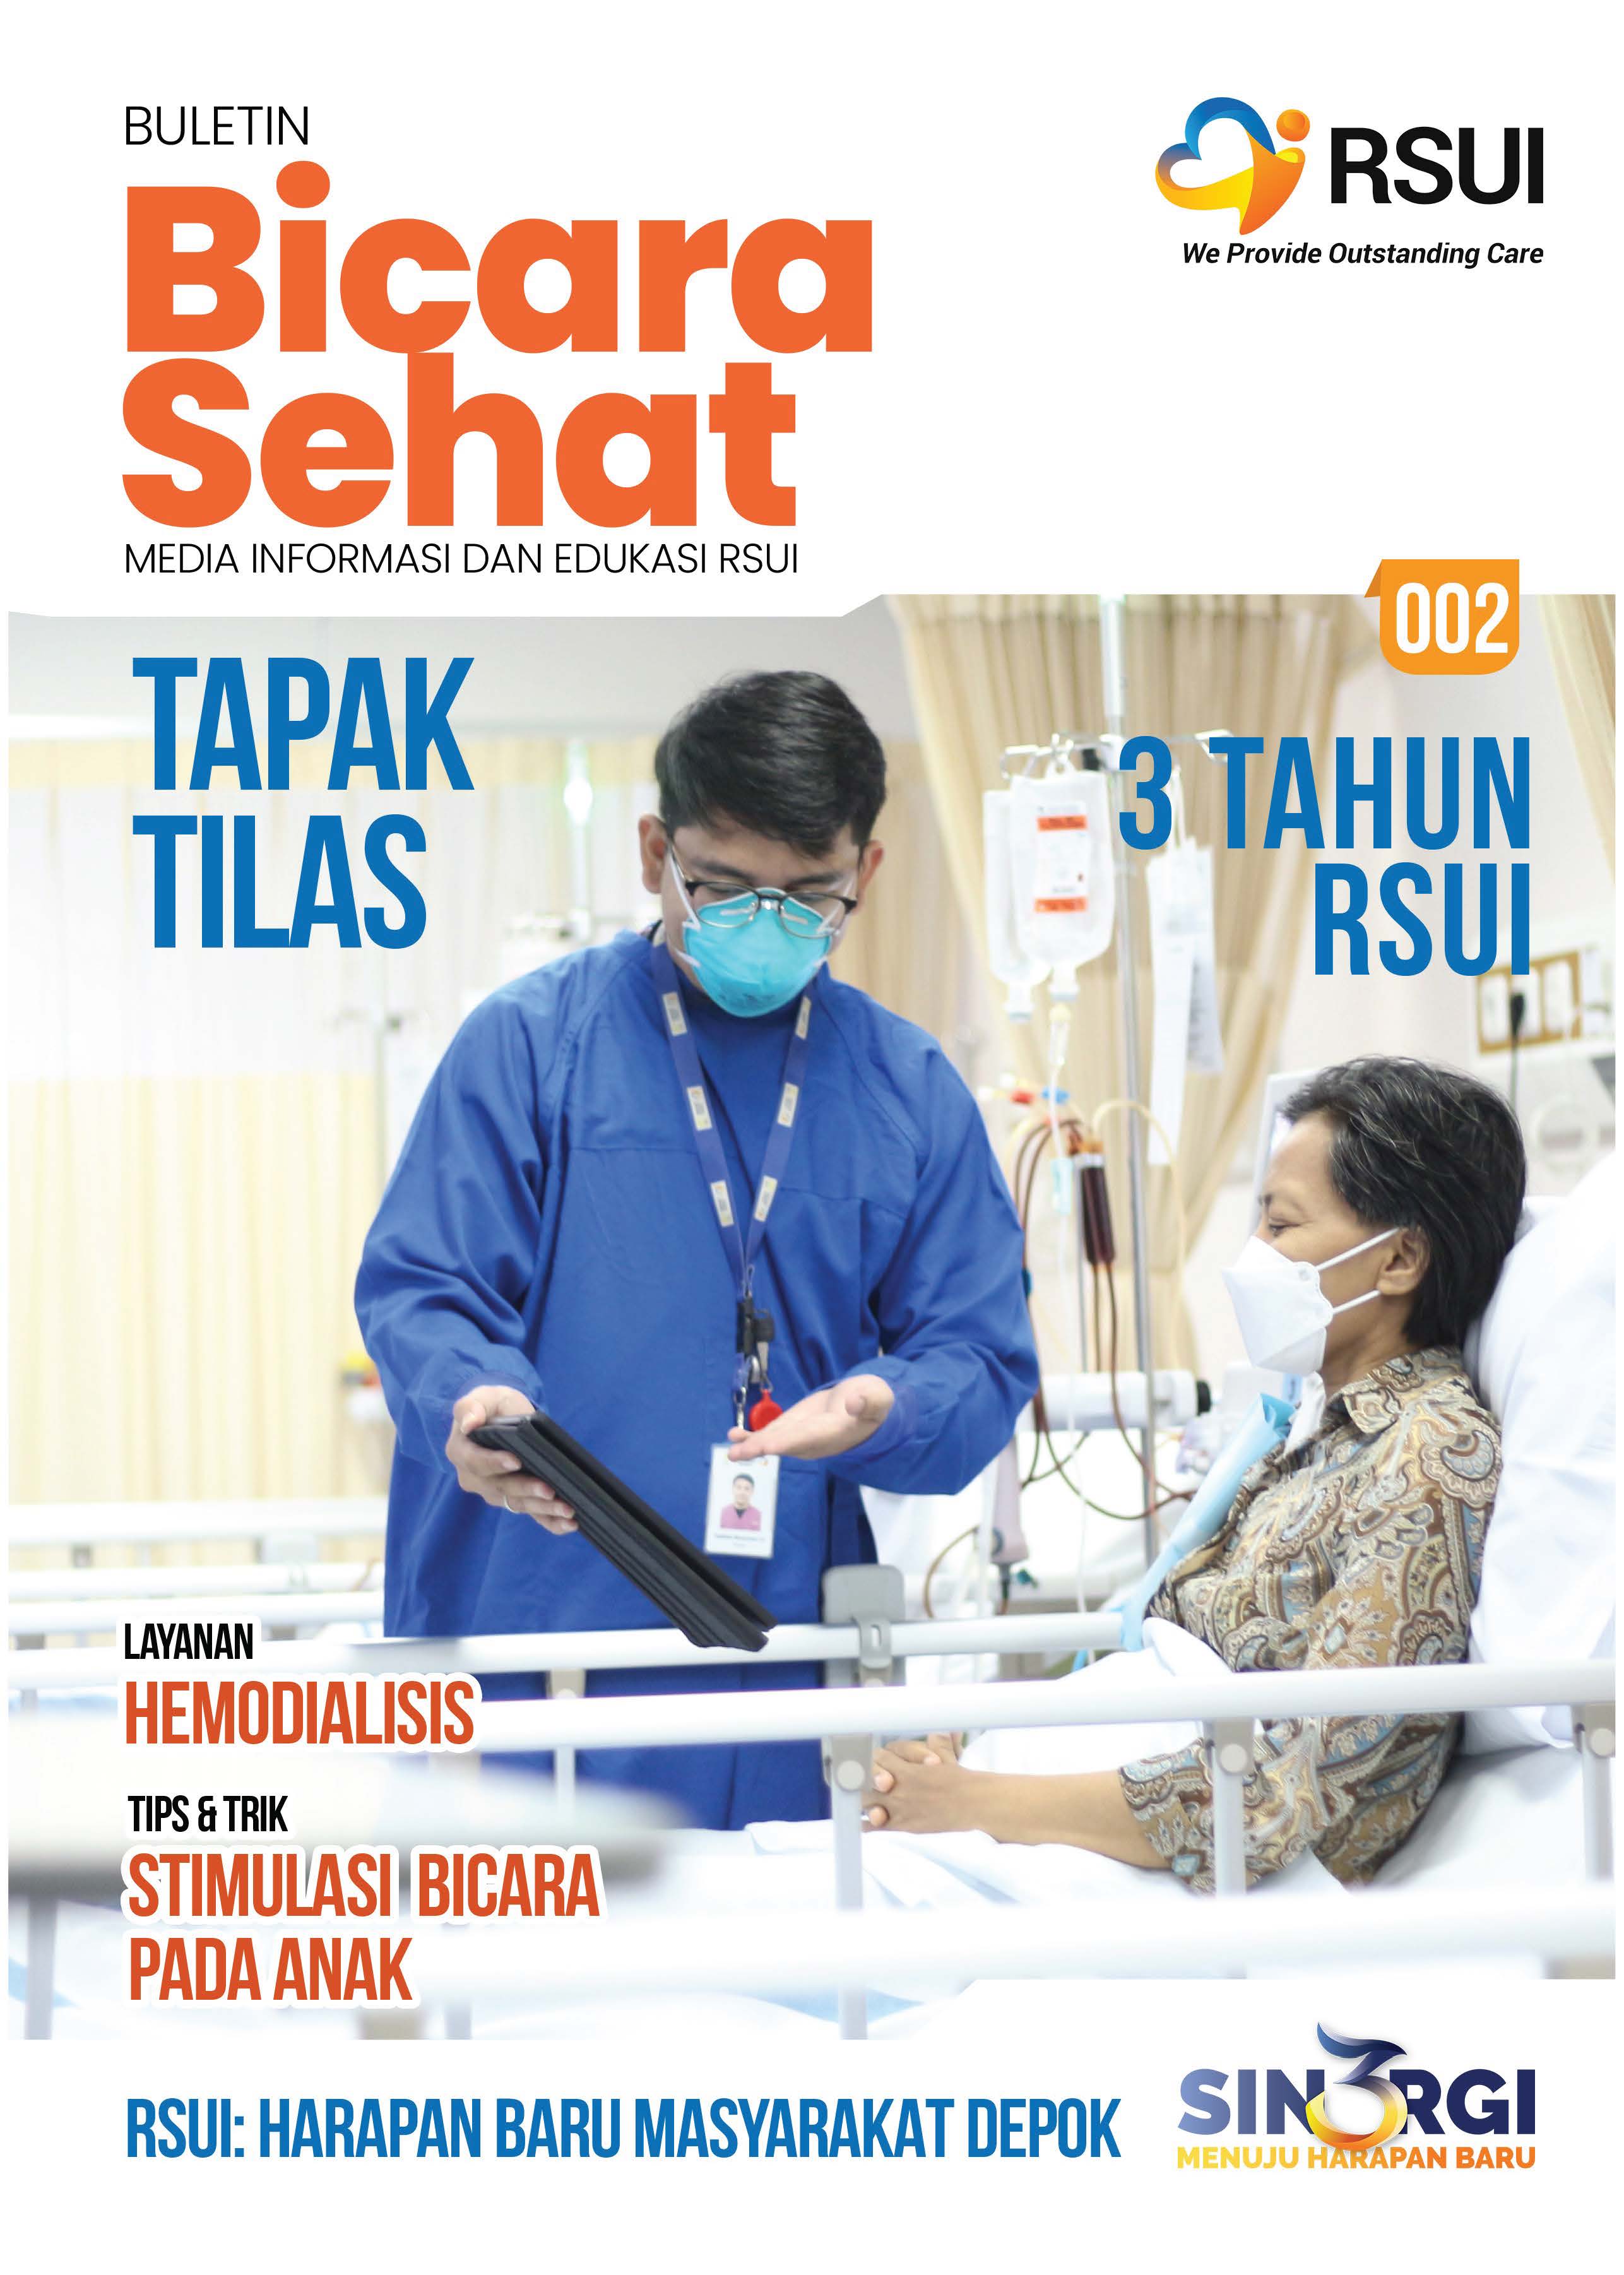 BULETIN
Bicara
Sehat
MEDIA INFORMASI DAN EDUKASI RSUI
RSUI
We Provide Outstanding Care
002
TAPAK
TILAS
3 TAHUN
RSUI
LAYANAN
HEMODIALISIS
TIPS & TRIK
STIMULASI BICARA
PADA ANAK
RSUI: HARAPAN BARU MASYARAKAT DEPOK
SIN3RGI
MENUJU HARAPAN BARU